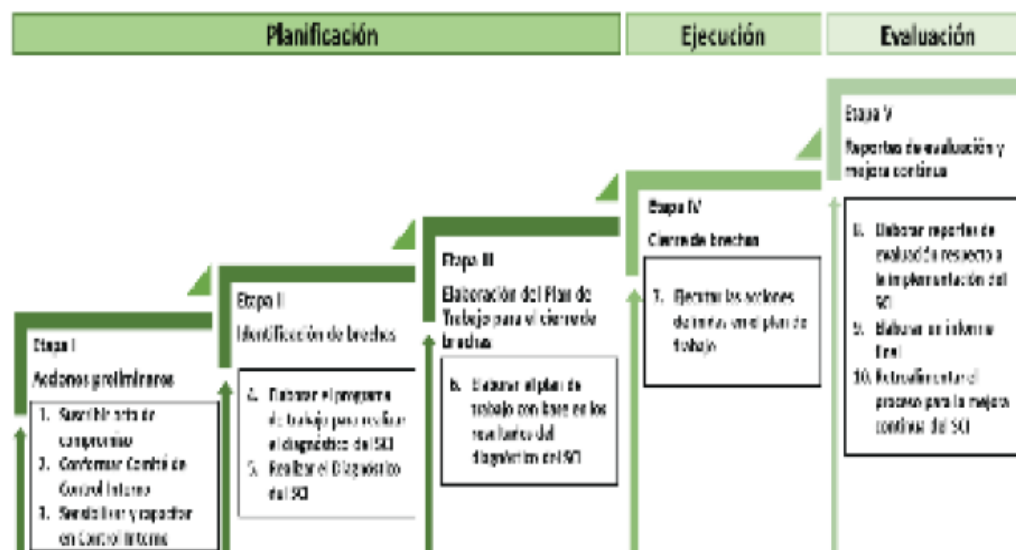 Planificación
Ejecución
Evaluación
Etapa I
Acciones preliminares
1. Suscribir acta de
compromiso
2. Conformar Comité de
Control Interno
3. Sensibilizar y capacitar
en Control Interno
Etapa II
Identificación de brechas
4. Elaborar el programa
de trabajo para realizar
el diagnóstico del SCI
5. Realizar el Diagnóstico
del SCI
Etapa III
Elaboración del Plan de
Trabajo para el cierre de
brechas
6. Elaborar el plan de
trabajo con base en los
resultados del
diagnóstico del SCI
Etapa IV
Cierre de brechas
7. Ejecutar las acciones
definidas en el plan de
trabajo
Etapa V
Reportes de evaluación y
mejora continua
8. Elaborar reportes de
evaluación respecto a
la implementación del
SCI
9. Elaborar un informe
final
10. Retroalimentar el
proceso para la mejora
continua del SCI